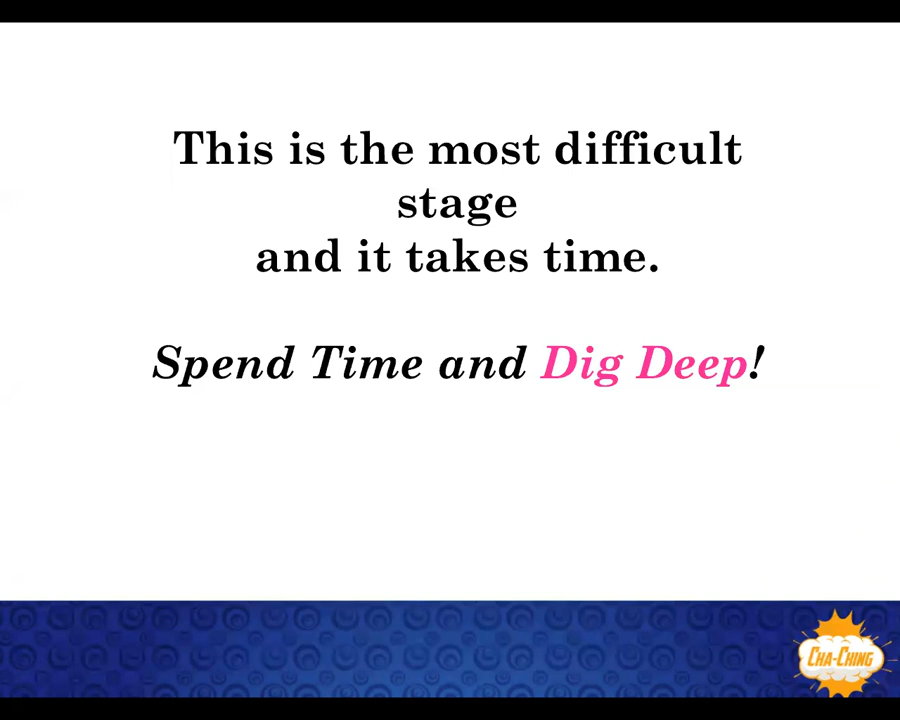 This is the most difficult
stage
and it takes time.
Spend Time and Dig Deep!
CHA-CHING